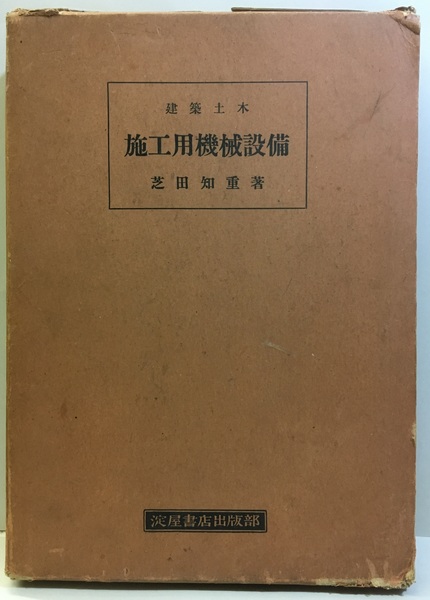 建築土木
施工用機械設備
芝田知重著
淀屋書店出版部